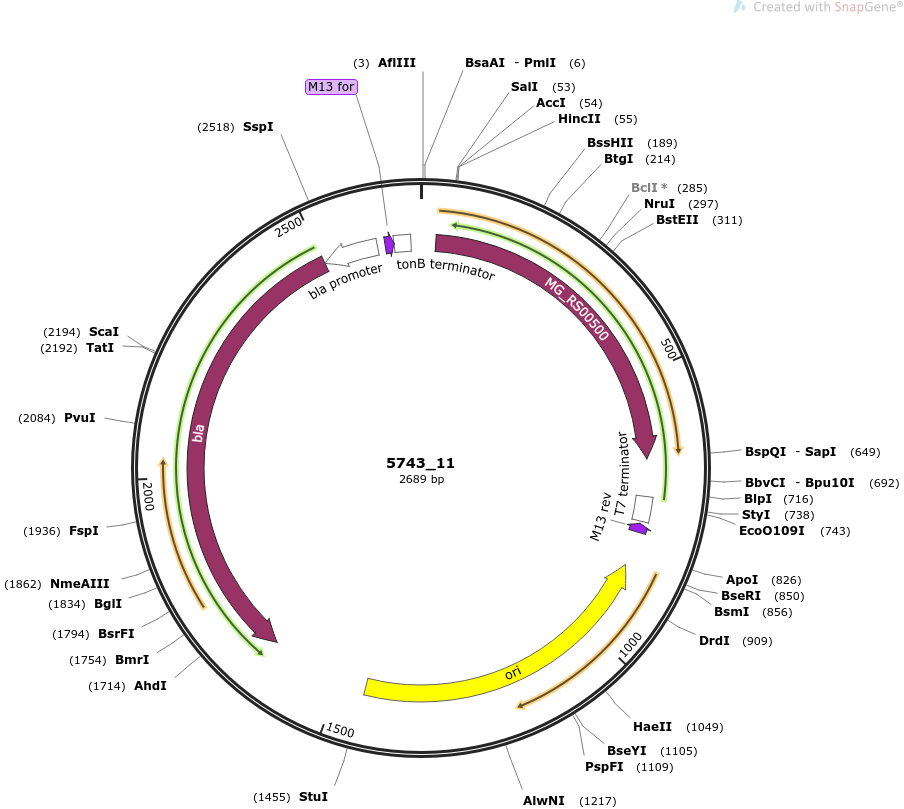 Created with SnapGene®
(3) AflIII
BsaAI - PmlI (6)
M13 for
SalI (53)
AccI (54)
HincII (55)
(2518) SspI
BssHII (189)
BtgI (214)
BclI * (285)
NruI (297)
BstEII (311)
2500
bla promoter
tonB terminator
MG_RS00500
(2194) ScaI
(2192) TatI
500
(2084) PvuI
bla
5743_11
2689 bp
T7 terminator
M13 rev
BspQI - SapI (649)
BbvCI - Bpu10I (692)
BlpI (716)
StyI (738)
EcoO109I (743)
2000
(1936) FspI
(1862) NmeAIII
(1834) BglI
(1794) BsrFI
(1754) BmrI
(1714) AhdI
ApoI (826)
BseRI (850)
BsmI (856)
DrdI (909)
1000
ori
HaeII (1049)
1500
BseYI (1105)
PspFI (1109)
(1455) StuI
AlwNI (1217)